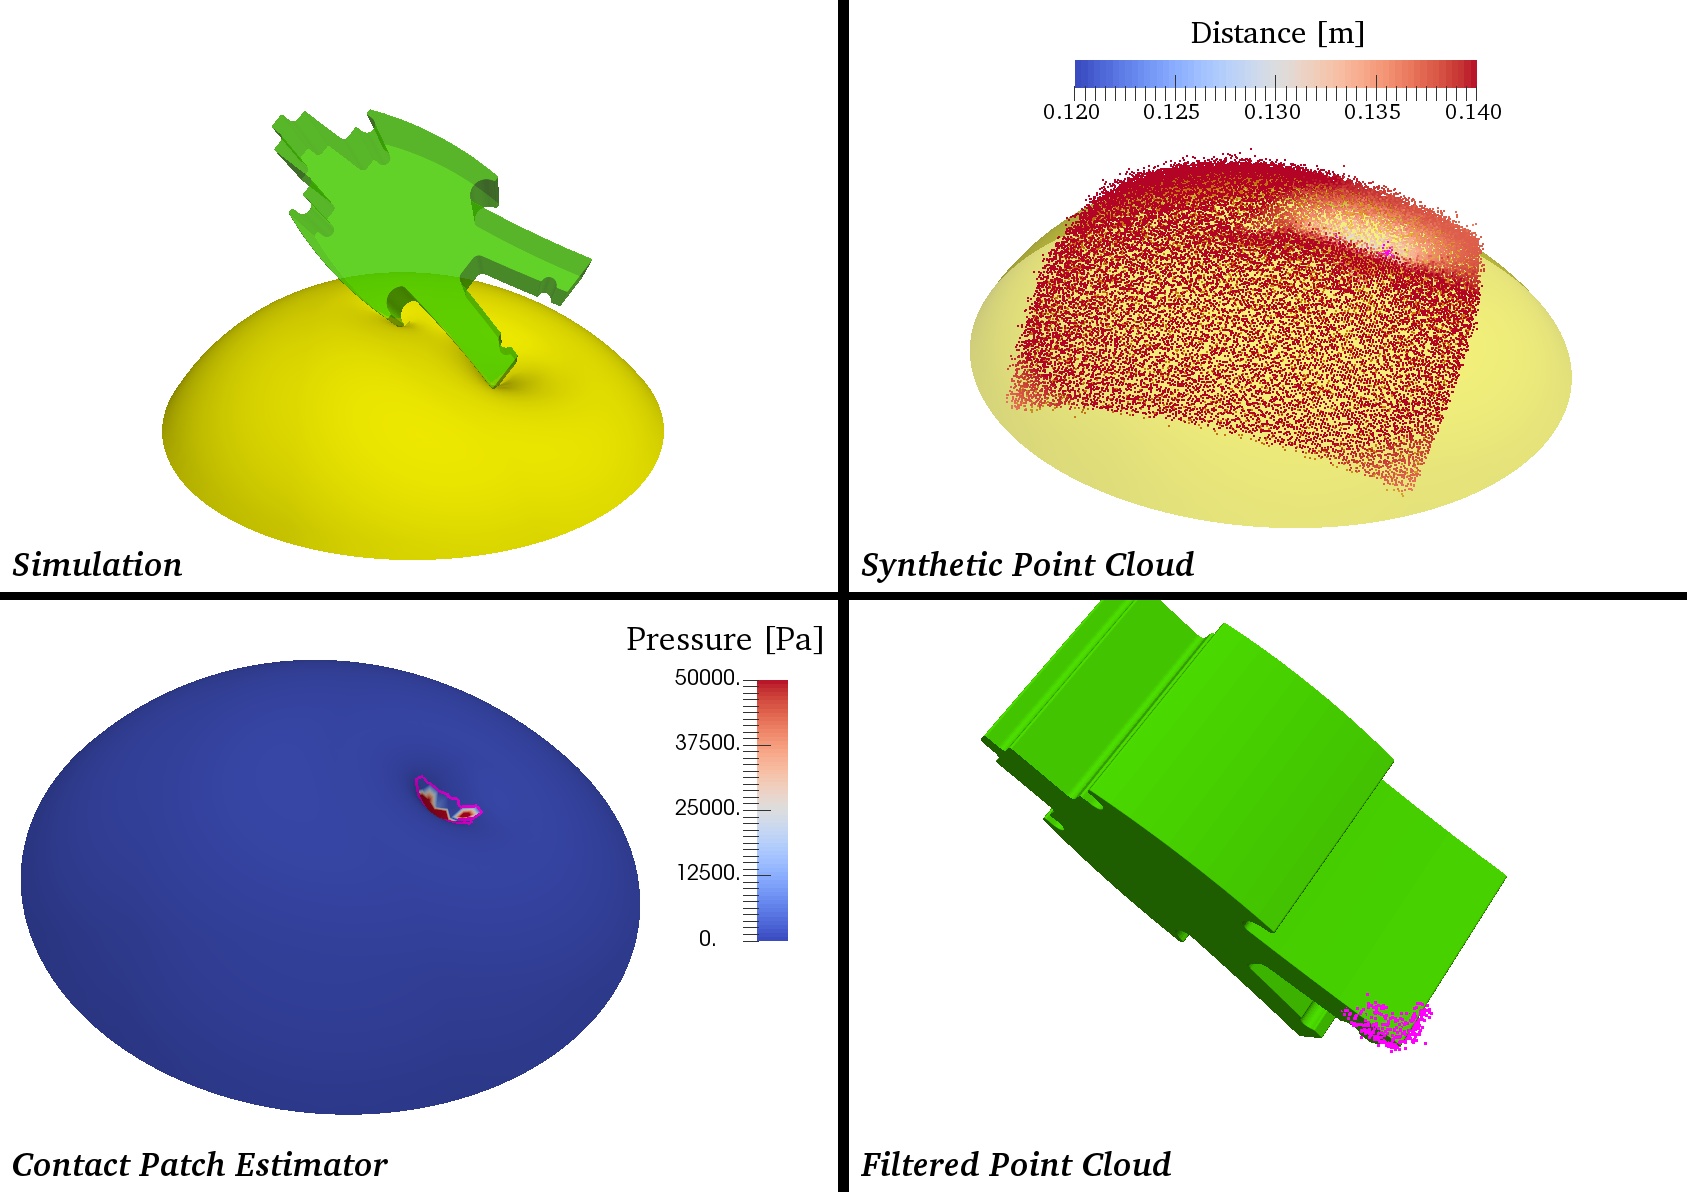 Simulation
Distance [m]
0.120 0.125 0.130 0.135 0.140
Synthetic Point Cloud
Pressure [Pa]
50000.
37500.
25000.
12500.
0.
Contact Patch Estimator
Filtered Point Cloud